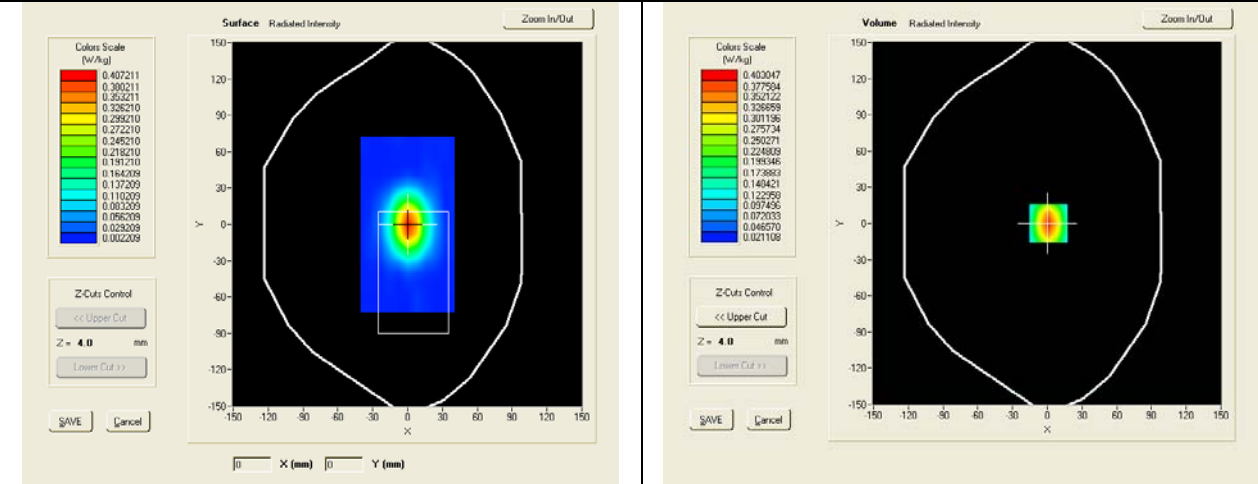 Surface Radiated Intensity
Zoom In/Out
Colors Scale
(W/kg)
0.407211
0.380211
0.353211
0.326210
0.299210
0.272210
0.245210
0.218210
0.191210
0.164209
0.137209
0.110209
0.083209
0.056209
0.029209
0.002209
Z-Cuts Control
<< Upper Cut
Z = 4.0 mm
Lower Cut >>
SAVE Cancel
150
120
90
60
30
0
-30
-60
-90
-120
-150
Y
-150 -120 -90 -60 -30 0 30 60 90 120 150
X
0 X (mm) 0 Y (mm)
Volume Radiated Intensity
Zoom In/Out
Colors Scale
(W/kg)
0.403047
0.377584
0.352122
0.326659
0.301196
0.275734
0.250271
0.224809
0.199346
0.173883
0.148421
0.122958
0.097496
0.072033
0.046570
0.021108
Z-Cuts Control
<< Upper Cut
Z = 4.0 mm
Lower Cut >>
SAVE Cancel
150
120
90
60
30
0
-30
-60
-90
-120
-150
Y
-150 -120 -90 -60 -30 0 30 60 90 120 150
X